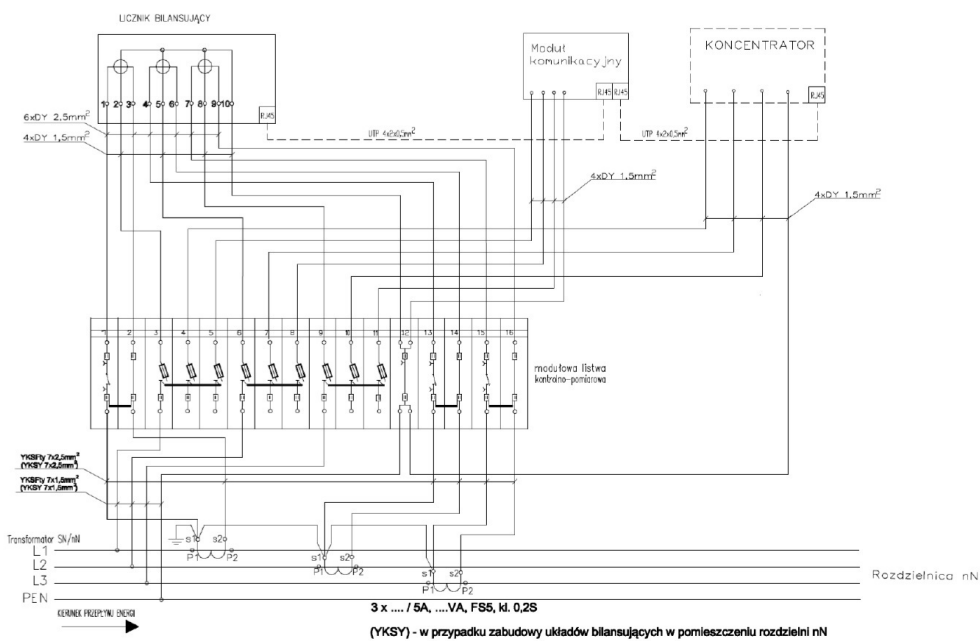 LICZNIK BILANSUJĄCY
Moduł
komunikacyjny
KONCENTRATOR
1 2 3 4 5 6 7 8 9 10
RJ45
RJ45 RJ45
RJ45
6xDY 2,5mm²
4xDY 1,5mm²
UTP 4x2x0,5mm²
UTP 4x2x0,5mm²
4xDY 1,5mm²
4xDY 1,5mm²
1 2 3 4 5 6 7 8 9 10 11 12 13 14 15 16
modułowa listwa
kontrolno-pomiarowa
YKSFty 7x2,5mm²
(YKSY 7x2,5mm²)
YKSFty 7x1,5mm²
(YKSY 7x1,5mm²)
Transformator SN/nN
s1 s2
s1 s2
s1 s2
L1
P1 P2
L2
P1 P2
L3
P1 P2
PEN
Rozdzielnica nN
KIERUNEK PRZEPŁYWU ENERGI
3 x .... / 5A, ....VA, FS5, kl. 0,2S
(YKSY) - w przypadku zabudowy układów bilansujących w pomieszczeniu rozdzielni nN